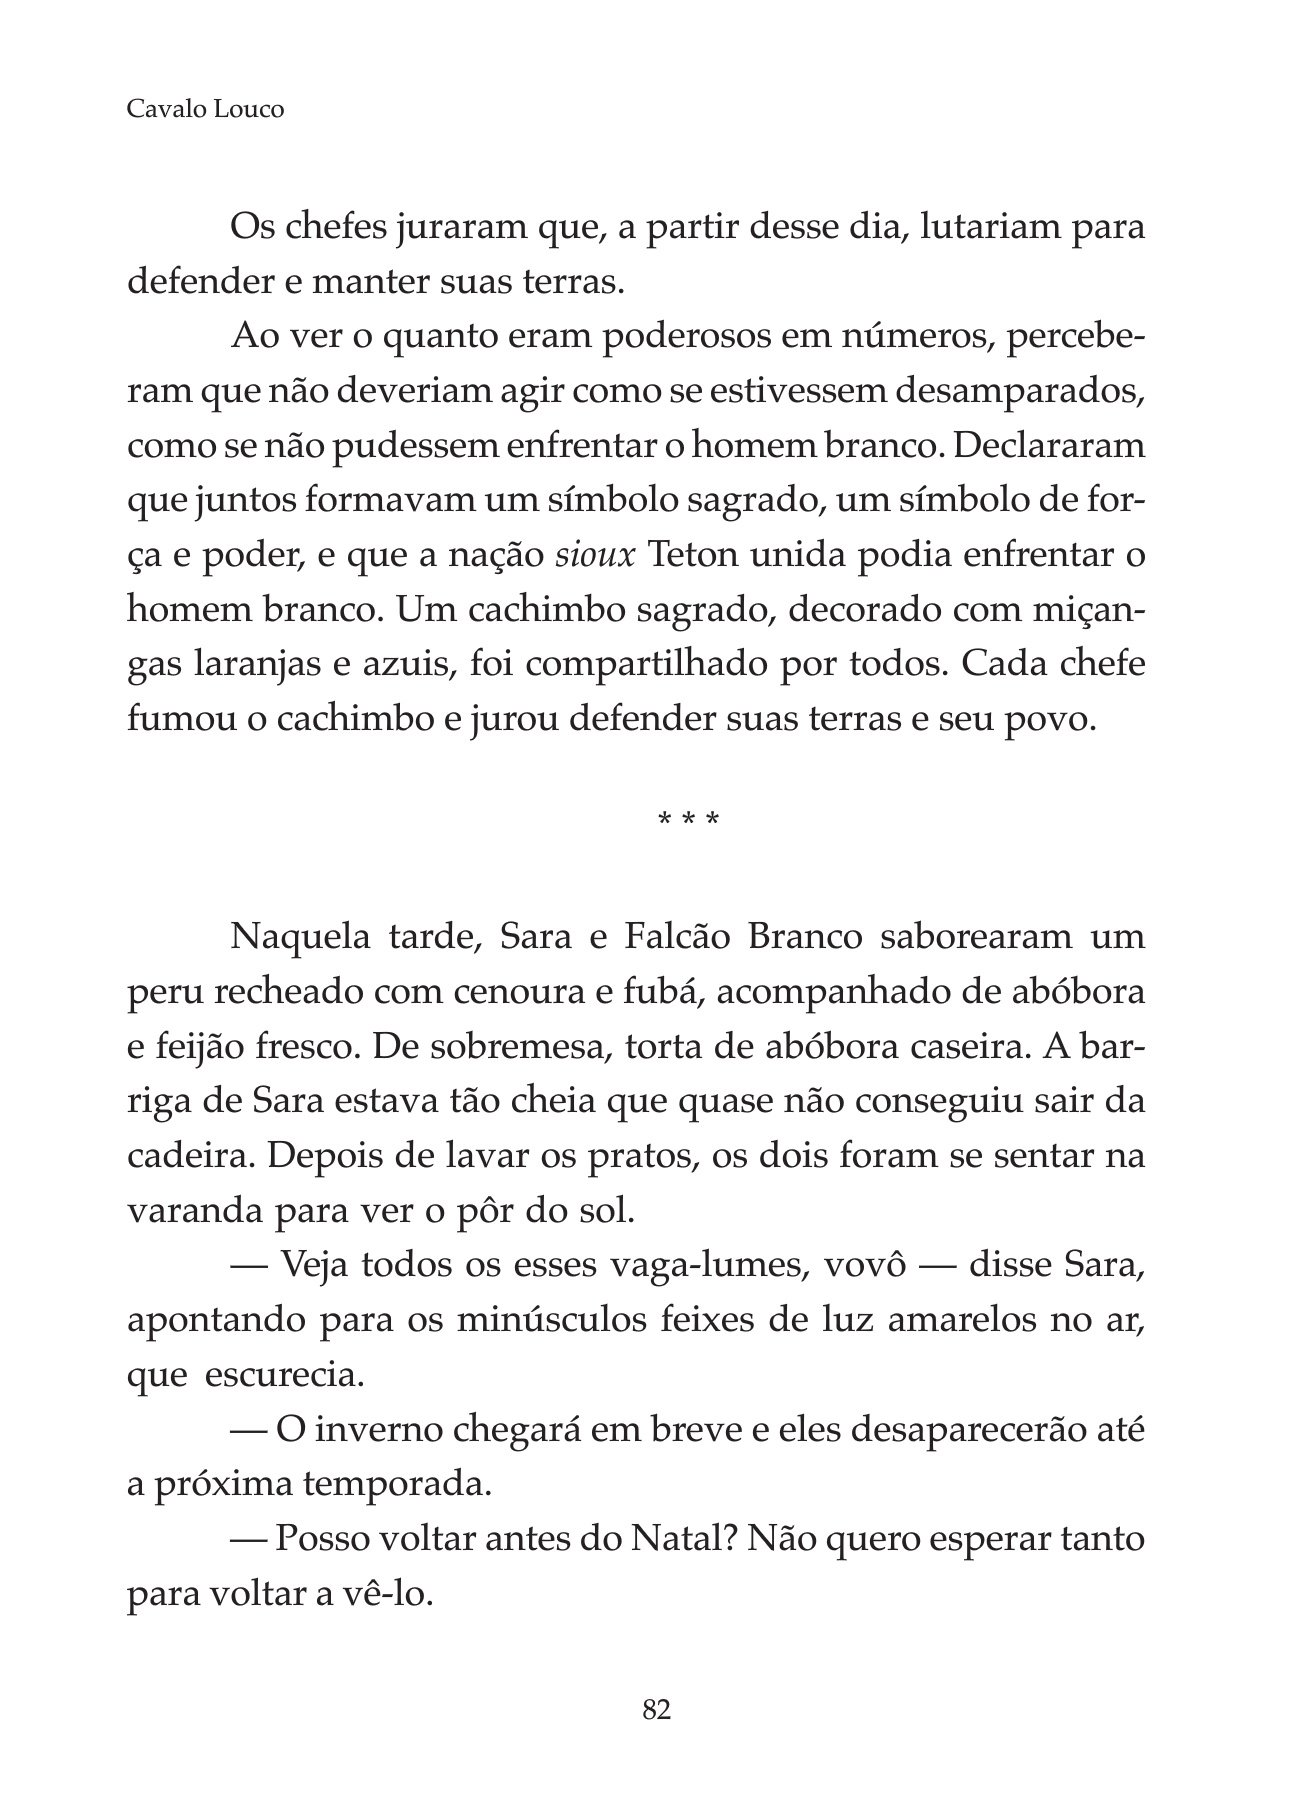 Cavalo Louco
Os chefes juraram que, a partir desse dia, lutariam para
defender e manter suas terras.
Ao ver o quanto eram poderosos em números, percebe-
ram que não deveriam agir como se estivessem desamparados,
como se não pudessem enfrentar o homem branco. Declararam
que juntos formavam um símbolo sagrado, um símbolo de for-
ça e poder, e que a nação sioux Teton unida podia enfrentar o
homem branco. Um cachimbo sagrado, decorado com miçan-
gas laranjas e azuis, foi compartilhado por todos. Cada chefe
fumou o cachimbo e jurou defender suas terras e seu povo.
* * *
Naquela tarde, Sara e Falcão Branco saborearam um
peru recheado com cenoura e fubá, acompanhado de abóbora
e feijão fresco. De sobremesa, torta de abóbora caseira. A bar-
riga de Sara estava tão cheia que quase não conseguiu sair da
cadeira. Depois de lavar os pratos, os dois foram se sentar na
varanda para ver o pôr do sol.
— Veja todos os esses vaga-lumes, vovô — disse Sara,
apontando para os minúsculos feixes de luz amarelos no ar,
que escurecia.
— O inverno chegará em breve e eles desaparecerão até
a próxima temporada.
— Posso voltar antes do Natal? Não quero esperar tanto
para voltar a vê-lo.
82